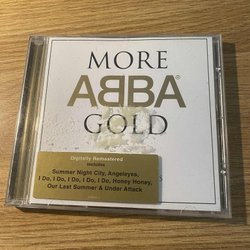 MORE
ABBA
GOLD
Digitally Remastered
includes
Summer Night City, Angeleyes,
I Do, I Do, I Do, I Do, I Do, Honey Honey,
Our Last Summer & Under Attack